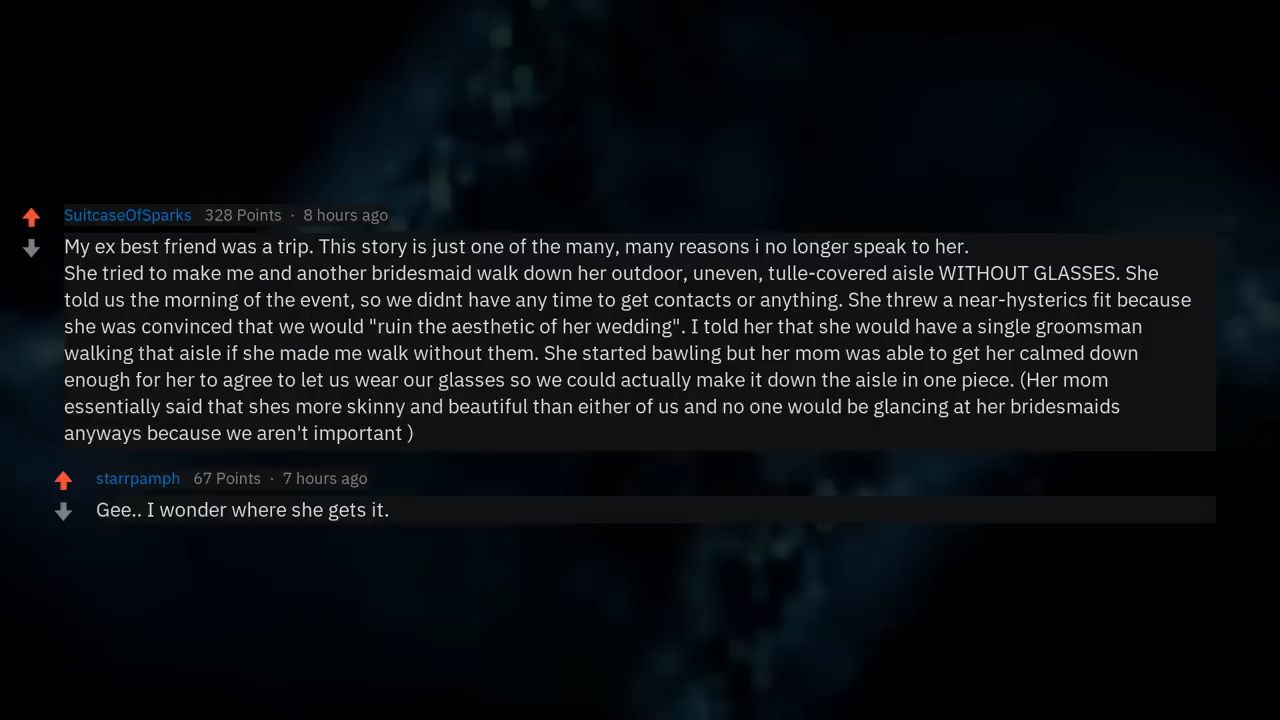 SuitcaseOfSparks 328 Points · 8 hours ago
My ex best friend was a trip. This story is just one of the many, many reasons i no longer speak to her.
She tried to make me and another bridesmaid walk down her outdoor, uneven, tulle-covered aisle WITHOUT GLASSES. She
told us the morning of the event, so we didnt have any time to get contacts or anything. She threw a near-hysterics fit because
she was convinced that we would "ruin the aesthetic of her wedding". I told her that she would have a single groomsman
walking that aisle if she made me walk without them. She started bawling but her mom was able to get her calmed down
enough for her to agree to let us wear our glasses so we could actually make it down the aisle in one piece. (Her mom
essentially said that shes more skinny and beautiful than either of us and no one would be glancing at her bridesmaids
anyways because we aren't important )
starrpamph 67 Points · 7 hours ago
Gee.. I wonder where she gets it.